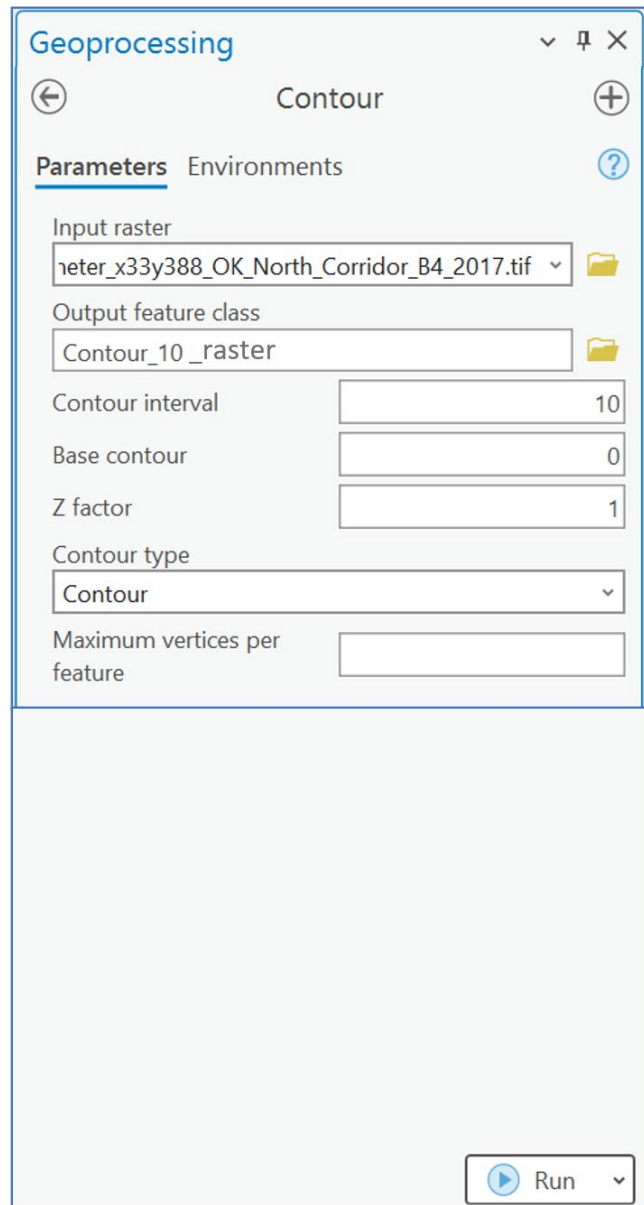 Geoprocessing
Contour
Parameters Environments
Input raster
neter_x33y388_OK_North_Corridor_B4_2017.tif
Output feature class
Contour_10 _raster
Contour interval 10
Base contour 0
Z factor 1
Contour type
Contour
Maximum vertices per
feature
Run